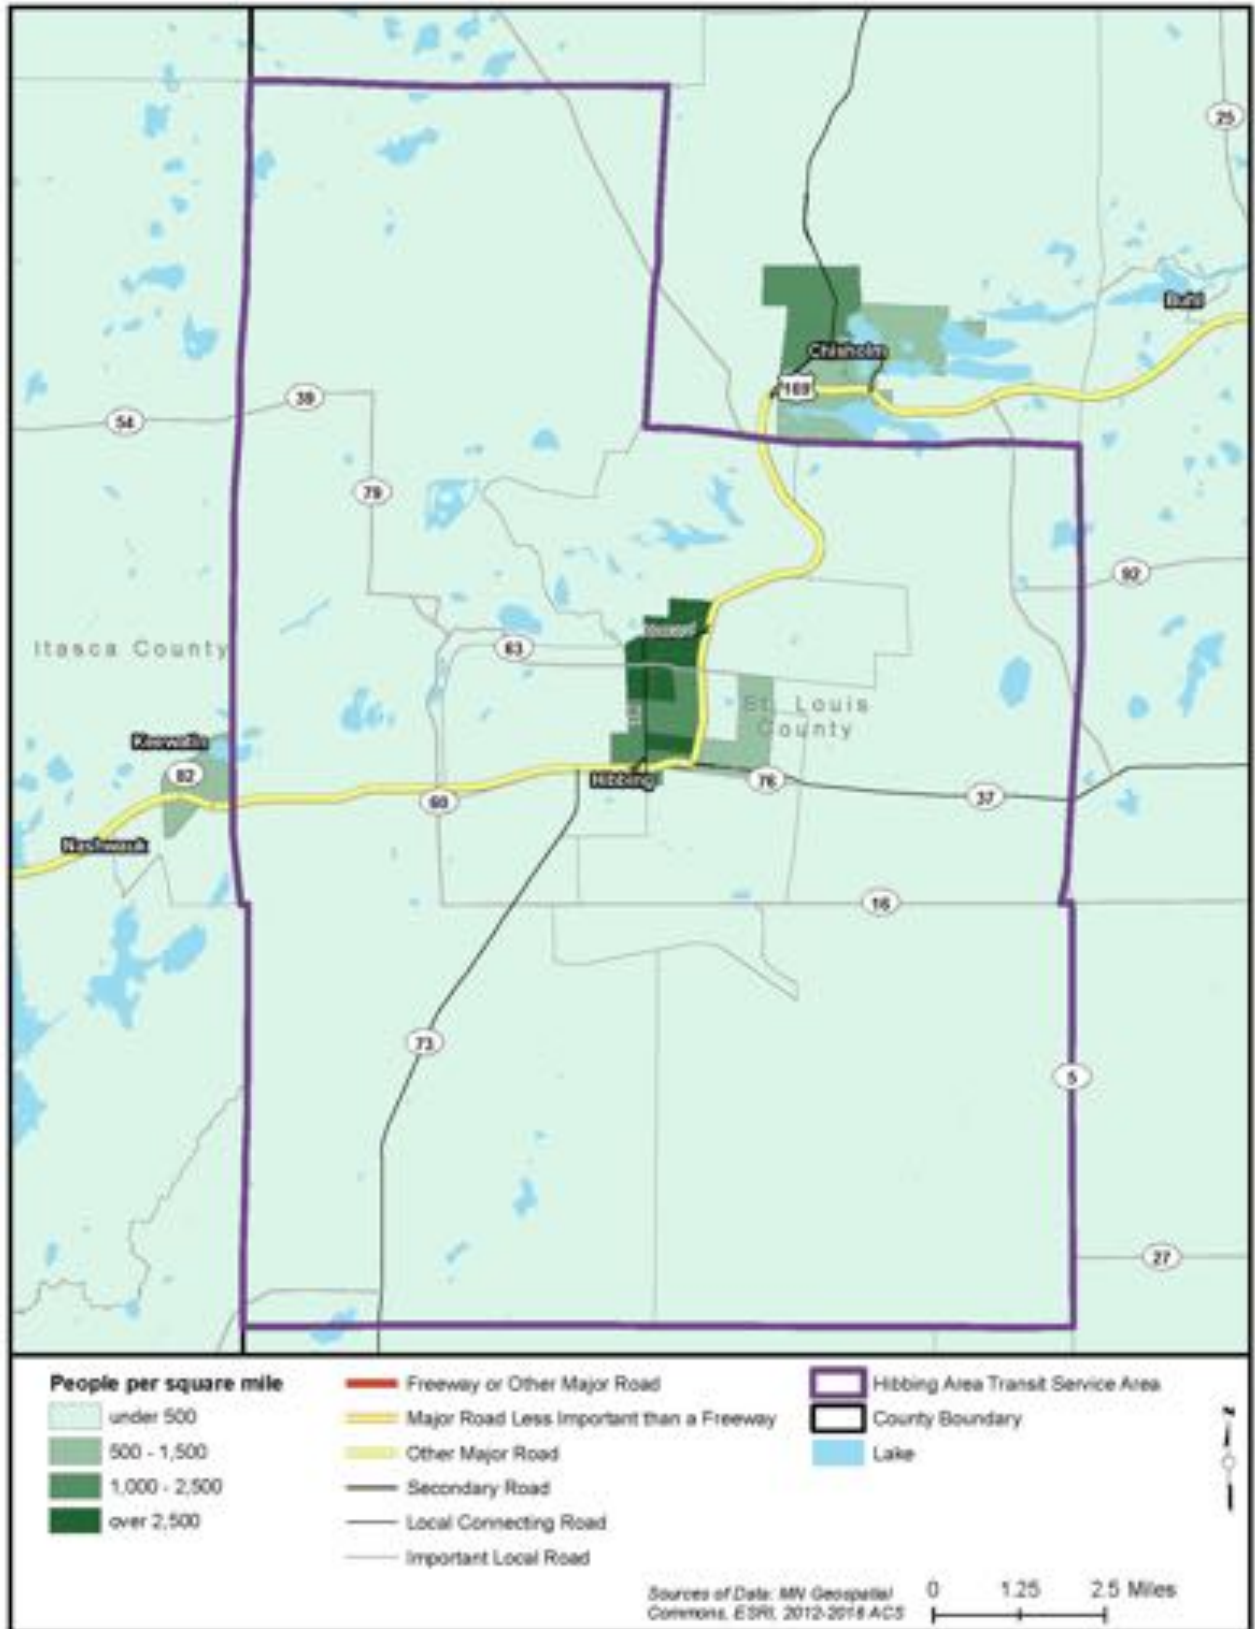 25
Buhl
Chisholm
169
39
54
79
92
Itasca County
63
St. Louis
County
Keewatin
82
Hibbing
76
37
60
Nashwauk
16
73
5
27
People per square mile
under 500
500 - 1,500
1,000 - 2,500
over 2,500
Freeway or Other Major Road
Major Road Less Important than a Freeway
Other Major Road
Secondary Road
Local Connecting Road
Important Local Road
Hibbing Area Transit Service Area
County Boundary
Lake
Sources of Data: MN Geospatial
Commons, ESRI, 2012-2016 ACS
0 1.25 2.5 Miles